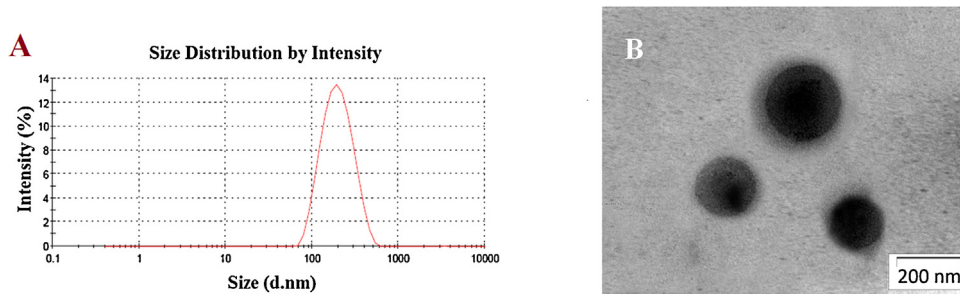 A
Size Distribution by Intensity
14
12
10
8
6
4
2
0
Intensity (%)
0.1 1 10 100 1000 10000
Size (d.nm)
B
200 nm